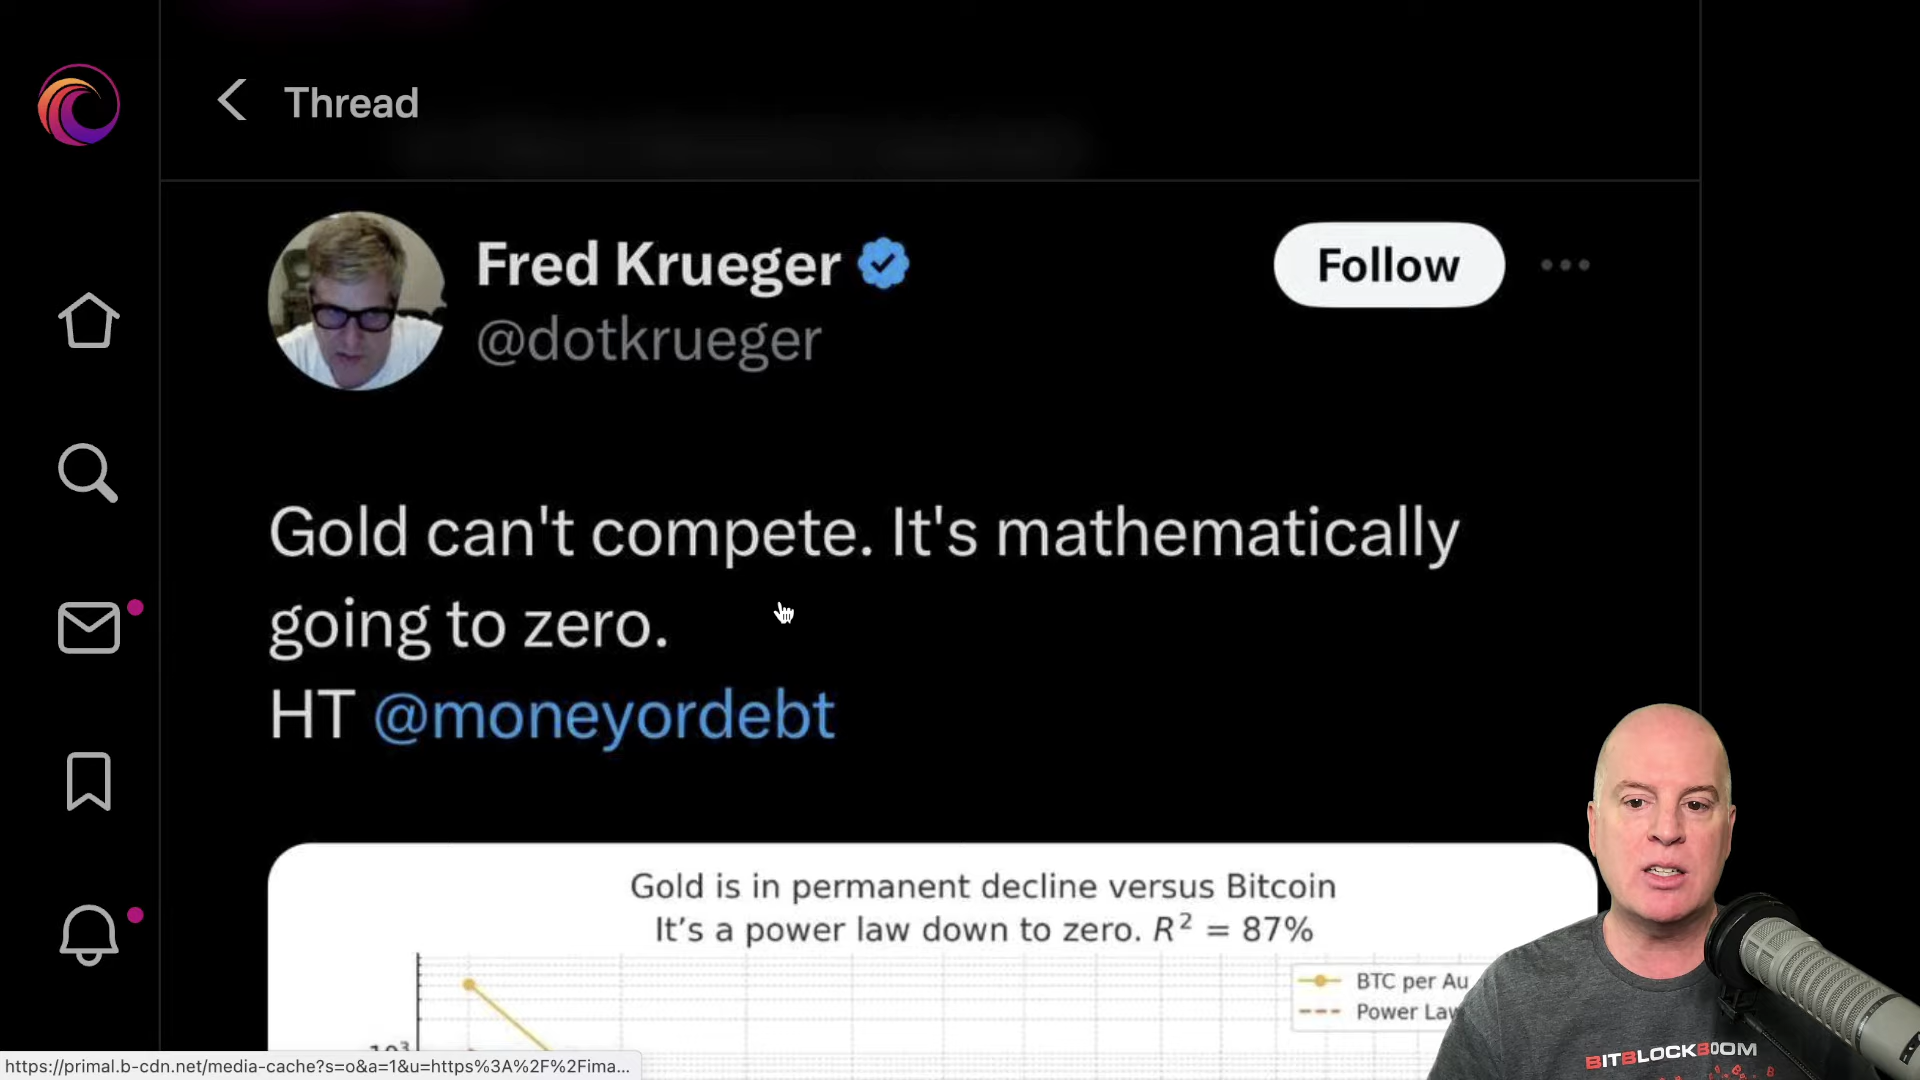 Thread
Fred Krueger
Follow
@dotkrueger
Gold can't compete. It's mathematically
going to zero.
HT @moneyordebt
Gold is in permanent decline versus Bitcoin
It's a power law down to zero. R² = 87%
BTC per Au
Power Law
10³
BITBLOCKBOOM
https://primal.b-cdn.net/media-cache?s=o&a=1&u=https%3A%2F%2Fima...